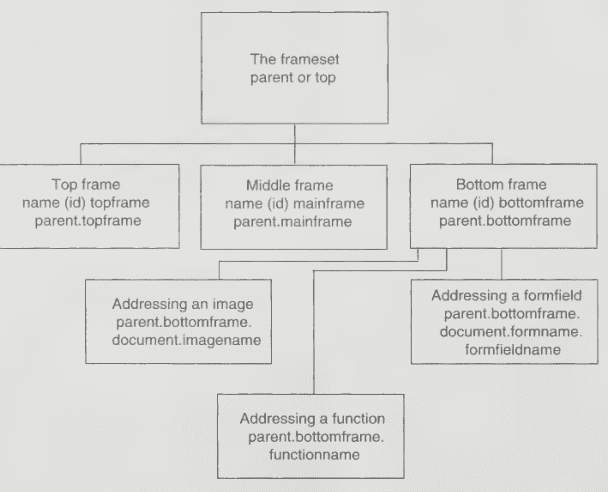 The frameset
parent or top
Top frame
name (id) topframe
parent.topframe
Middle frame
name (id) mainframe
parent.mainframe
Bottom frame
name (id) bottomframe
parent.bottomframe
Addressing an image
parent.bottomframe.
document.imagename
Addressing a formfield
parent.bottomframe.
document.formname.
formfieldname
Addressing a function
parent.bottomframe.
functionname